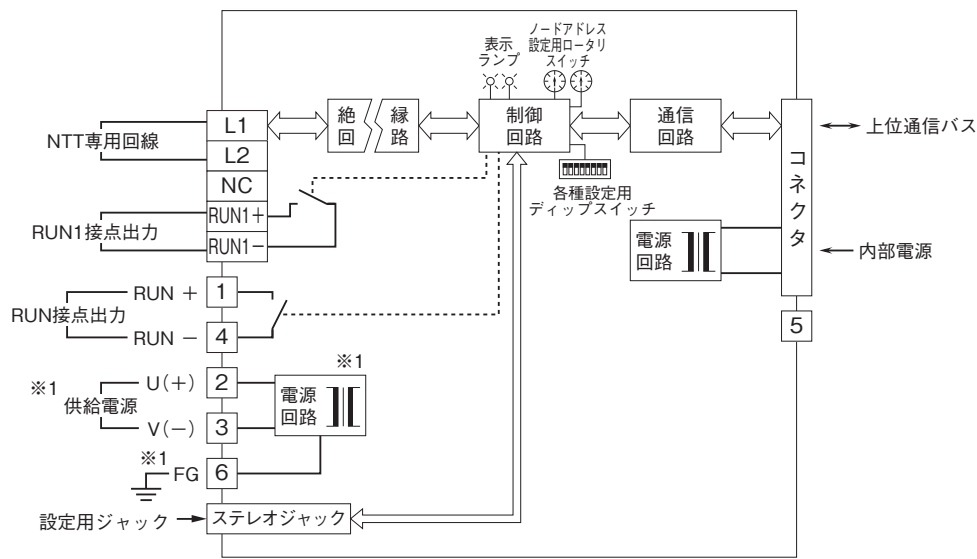 表示
ランプ
ノードアドレス
設定用ロータリ
スイッチ
NTT専用回線
L1
L2
NC
RUN1+
RUN1−
RUN1接点出力
絶 縁
回 路
制御
回路
通信
回路
コネクタ
上位通信バス
各種設定用
ディップスイッチ
電源
回路
内部電源
5
RUN +
1
RUN接点出力
RUN −
4
※1
※1
供給電源
U(+)
2
V(−)
3
電源
回路
※1
FG
6
設定用ジャック
ステレオジャック